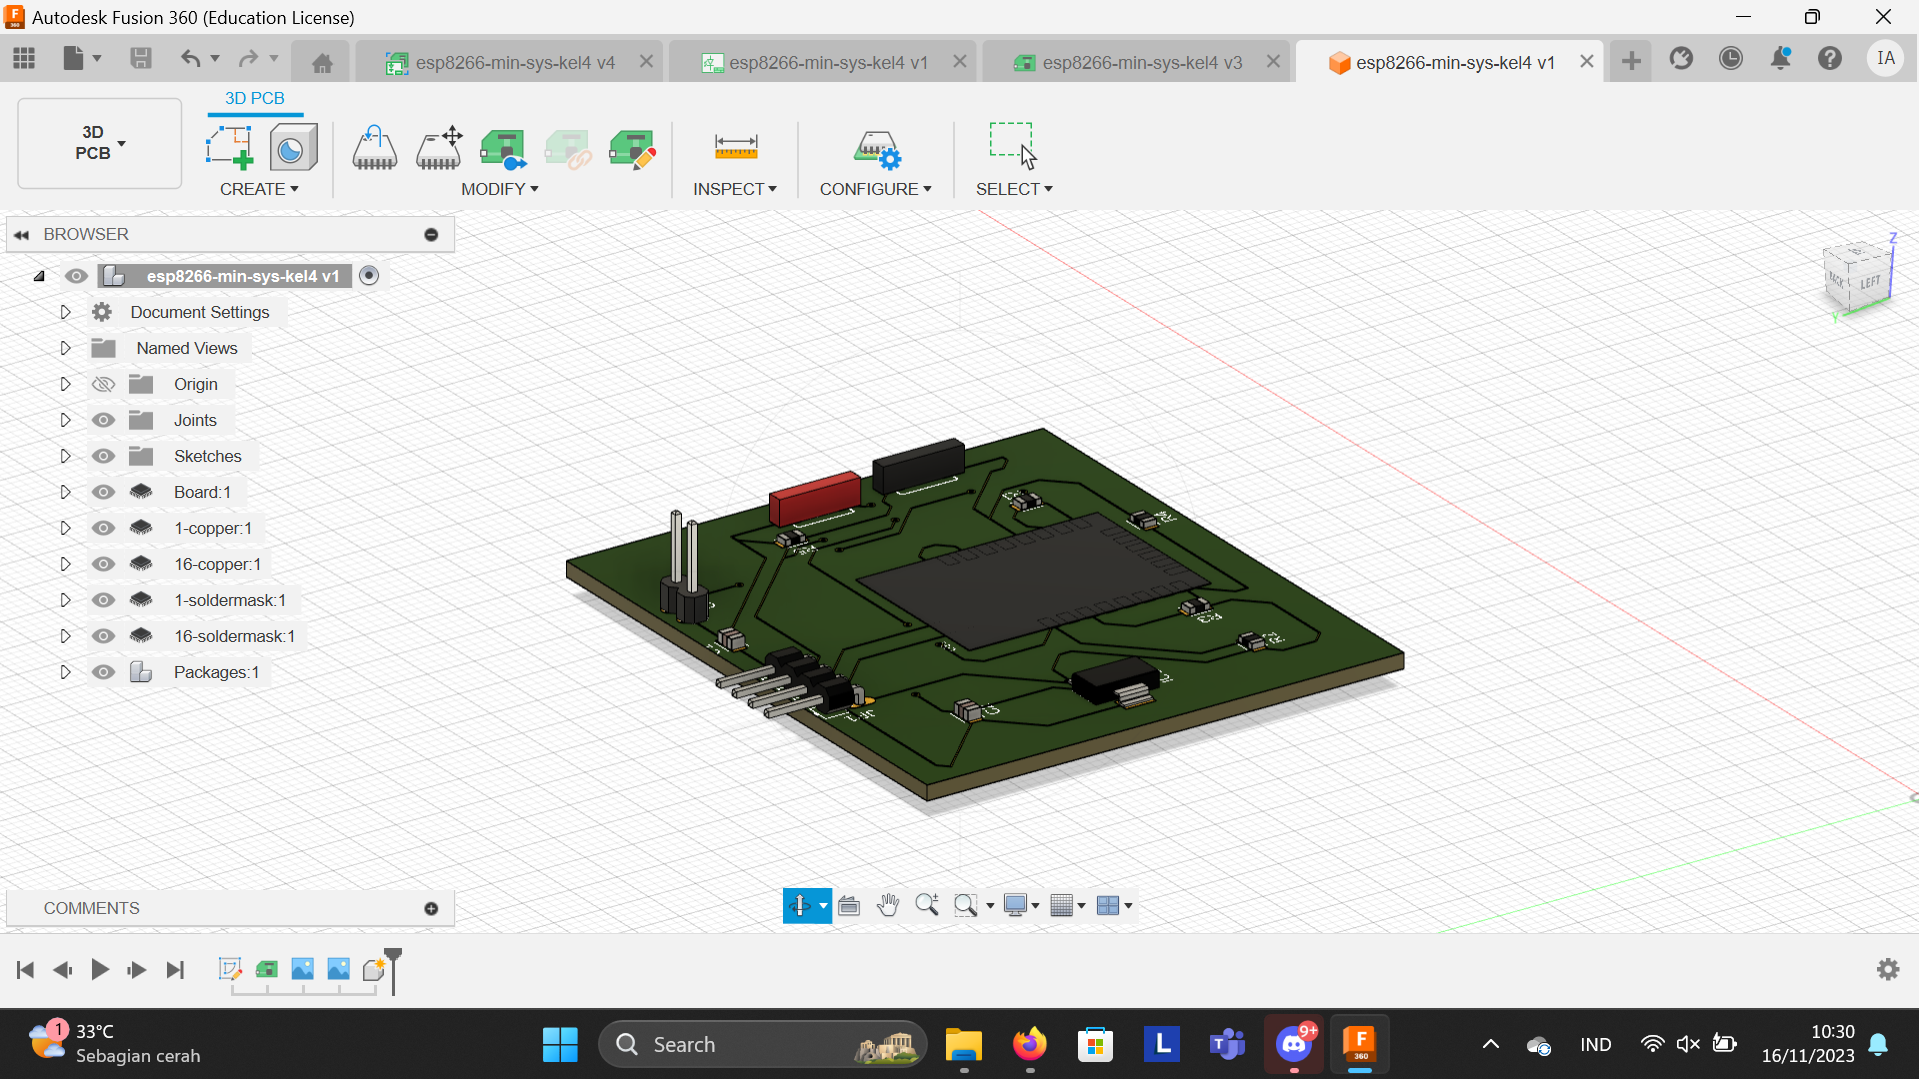 Autodesk Fusion 360 (Education License)
esp8266-min-sys-kel4 v4
esp8266-min-sys-kel4 v1
esp8266-min-sys-kel4 v3
esp8266-min-sys-kel4 v1
IA
3D PCB
3D
PCB
CREATE
MODIFY
INSPECT
CONFIGURE
SELECT
BROWSER
esp8266-min-sys-kel4 v1
Document Settings
Named Views
Origin
Joints
Sketches
Board:1
1-copper:1
16-copper:1
1-soldermask:1
16-soldermask:1
Packages:1
Z
BACK
LEFT
Y
COMMENTS
1
33°C
Sebagian cerah
Search
L
T
9+
F
360
IND
10:30
16/11/2023